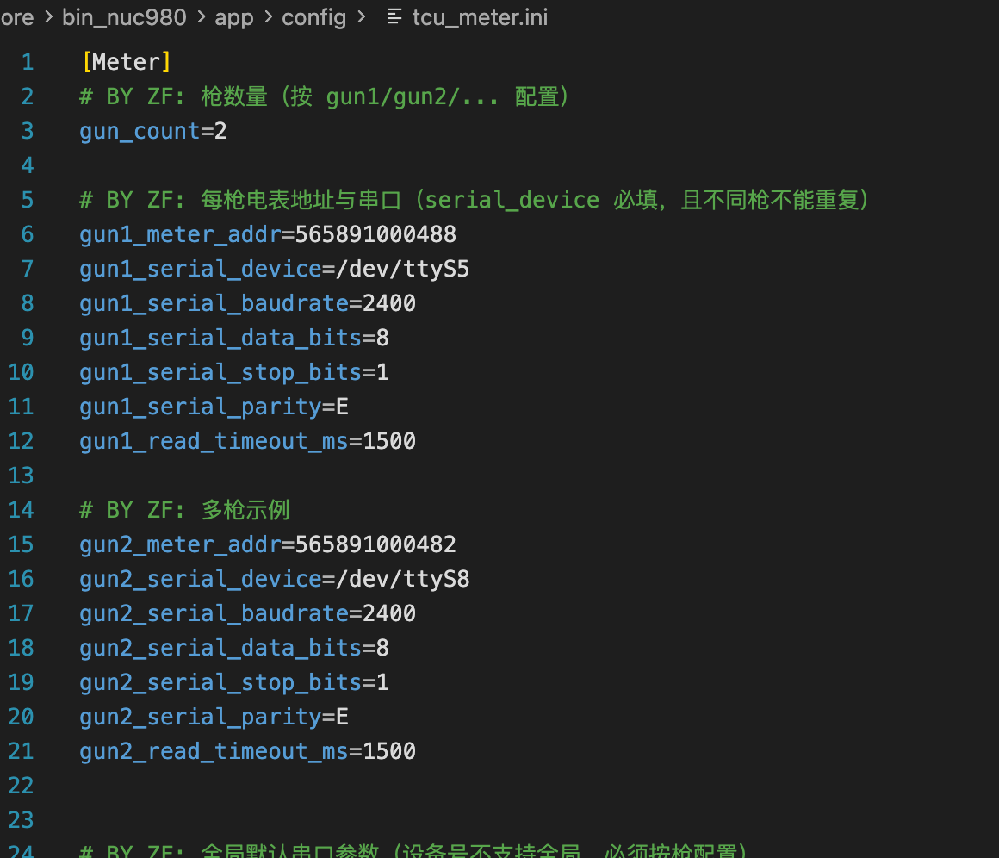 ore > bin_nuc980 > app > config > tcu_meter.ini
1 [Meter]
2 # BY ZF: 枪数量（按 gun1/gun2/... 配置）
3 gun_count=2
4
5 # BY ZF: 每枪电表地址与串口（serial_device 必填，且不同枪不能重复）
6 gun1_meter_addr=565891000488
7 gun1_serial_device=/dev/ttyS5
8 gun1_serial_baudrate=2400
9 gun1_serial_data_bits=8
10 gun1_serial_stop_bits=1
11 gun1_serial_parity=E
12 gun1_read_timeout_ms=1500
13
14 # BY ZF: 多枪示例
15 gun2_meter_addr=565891000482
16 gun2_serial_device=/dev/ttyS8
17 gun2_serial_baudrate=2400
18 gun2_serial_data_bits=8
19 gun2_serial_stop_bits=1
20 gun2_serial_parity=E
21 gun2_read_timeout_ms=1500
22
23
24 # BY ZF: 全局默认串口参数（设备号不支持全局，必须按枪配置）